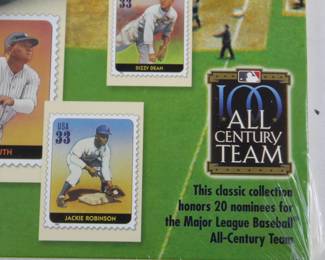 33
DIZZY DEAN
UTH
USA
33
JACKIE ROBINSON
100
ALL
CENTURY
TEAM
This classic collection
honors 20 nominees for
the Major League Baseball®
All-Century Team